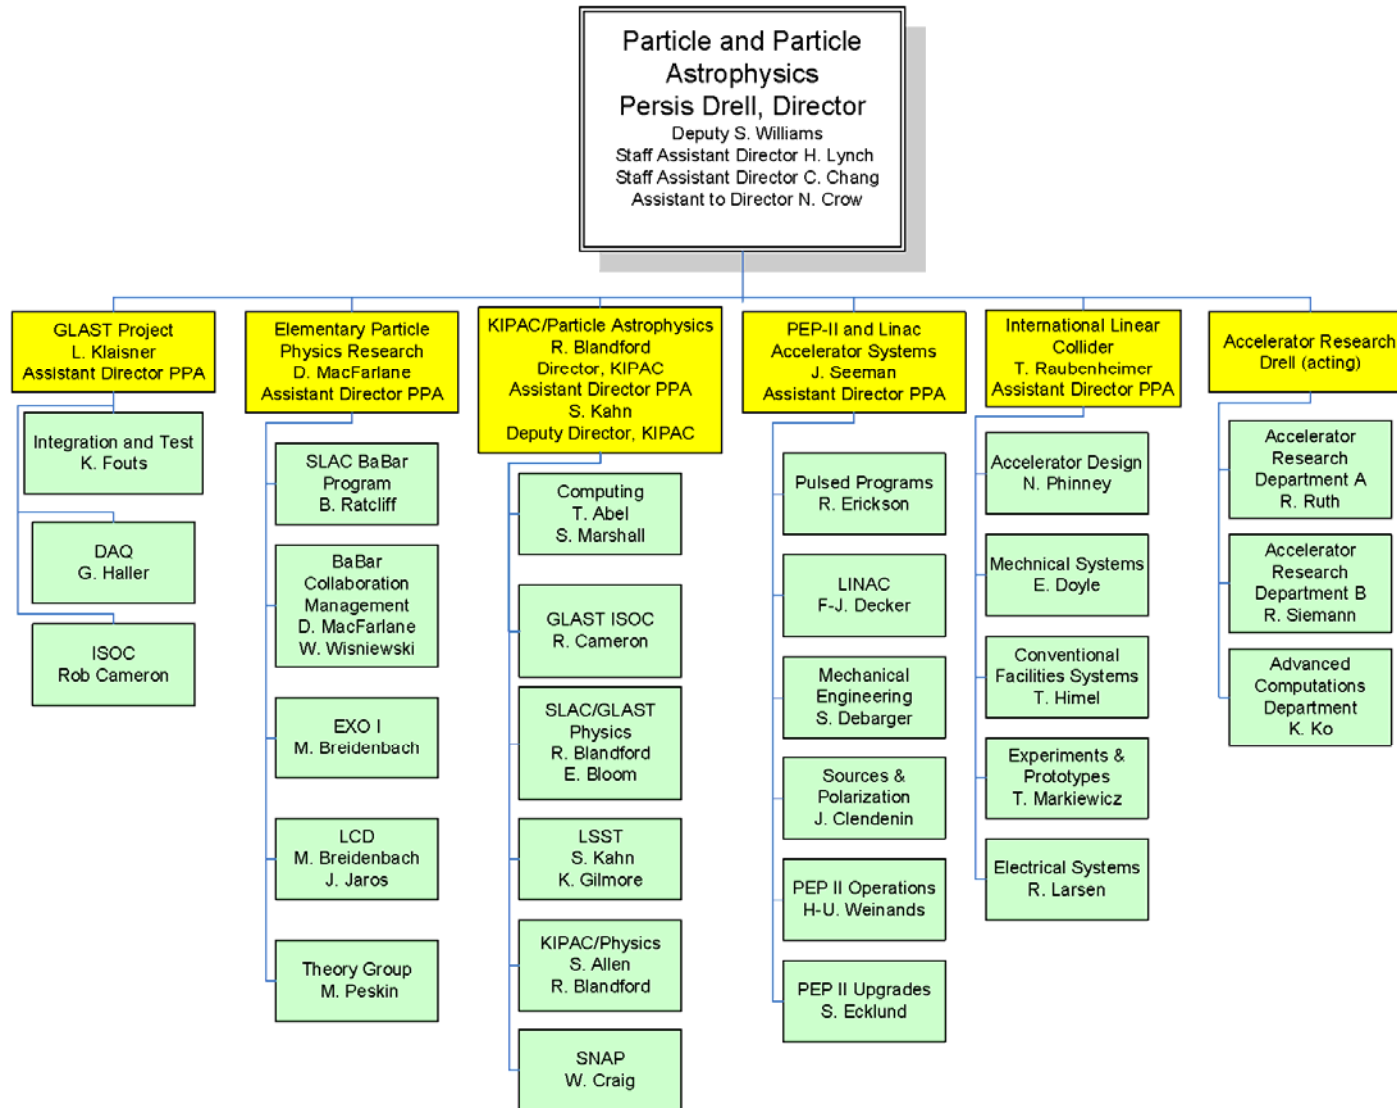 Particle and Particle
Astrophysics
Persis Drell, Director
Deputy S. Williams
Staff Assistant Director H. Lynch
Staff Assistant Director C. Chang
Assistant to Director N. Crow
GLAST Project
L. Klaisner
Assistant Director PPA
Integration and Test
K. Fouts
DAQ
G. Haller
ISOC
Rob Cameron
Elementary Particle
Physics Research
D. MacFarlane
Assistant Director PPA
SLAC BaBar
Program
B. Ratcliff
BaBar
Collaboration
Management
D. MacFarlane
W. Wisniewski
EXO I
M. Breidenbach
LCD
M. Breidenbach
J. Jaros
Theory Group
M. Peskin
KIPAC/Particle Astrophysics
R. Blandford
Director, KIPAC
Assistant Director PPA
S. Kahn
Deputy Director, KIPAC
Computing
T. Abel
S. Marshall
GLAST ISOC
R. Cameron
SLAC/GLAST
Physics
R. Blandford
E. Bloom
LSST
S. Kahn
K. Gilmore
KIPAC/Physics
S. Allen
R. Blandford
SNAP
W. Craig
PEP-II and Linac
Accelerator Systems
J. Seeman
Assistant Director PPA
Pulsed Programs
R. Erickson
LINAC
F-J. Decker
Mechanical
Engineering
S. Debarger
Sources &
Polarization
J. Clendenin
PEP II Operations
H-U. Weinands
PEP II Upgrades
S. Ecklund
International Linear
Collider
T. Raubenheimer
Assistant Director PPA
Accelerator Design
N. Phinney
Mechnical Systems
E. Doyle
Conventional
Facilities Systems
T. Himel
Experiments &
Prototypes
T. Markiewicz
Electrical Systems
R. Larsen
Accelerator Research
Drell (acting)
Accelerator
Research
Department A
R. Ruth
Accelerator
Research
Department B
R. Siemann
Advanced
Computations
Department
K. Ko